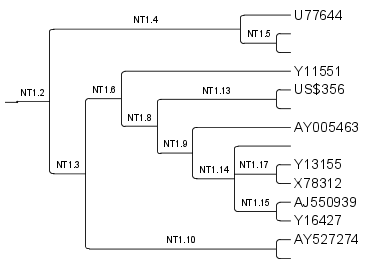 U77644
NT1.4
NT1.5
Y11551
NT1.2
NT1.6
US$356
NT1.13
NT1.8
AY005463
NT1.9
NT1.3
NT1.14
NT1.17
Y13155
X78312
AJ550939
NT1.15
Y16427
NT1.10
AY527274